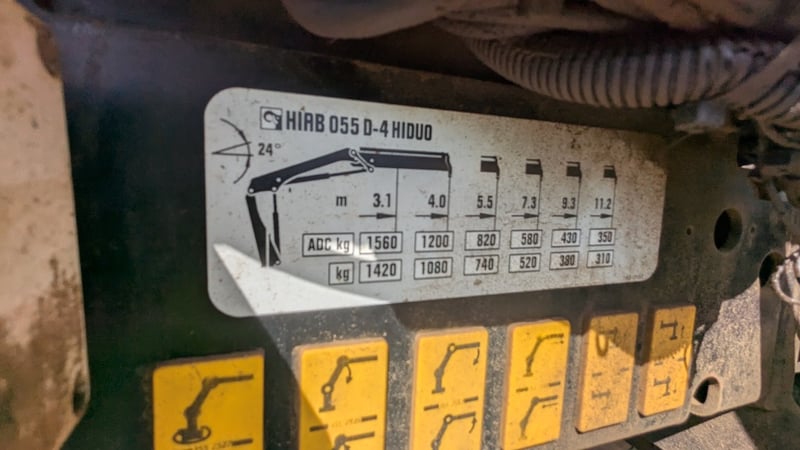 HIAB 055 D-4 HIDUO
24°
m 3.1 4.0 5.5 7.3 9.3 11.2
ADC kg 1560 1200 820 580 430 350
kg 1420 1080 740 520 380 310